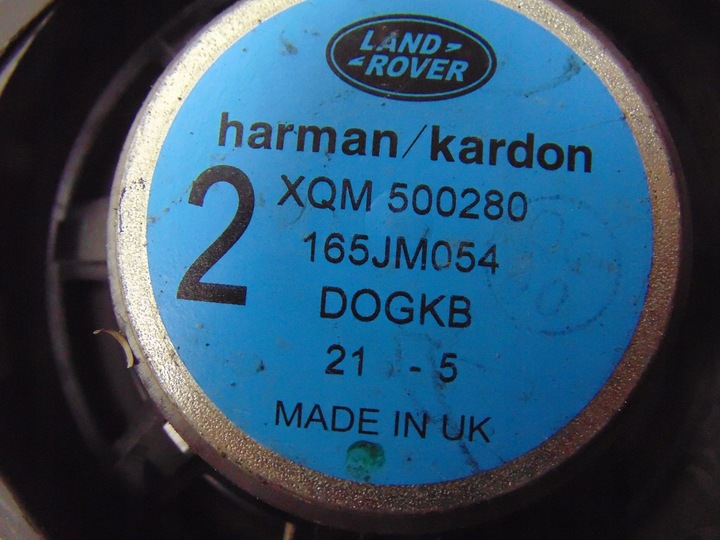 LAND-
-ROVER
harman/kardon
2
XQM 500280
165JM054
DOGKB
21 - 5
MADE IN UK